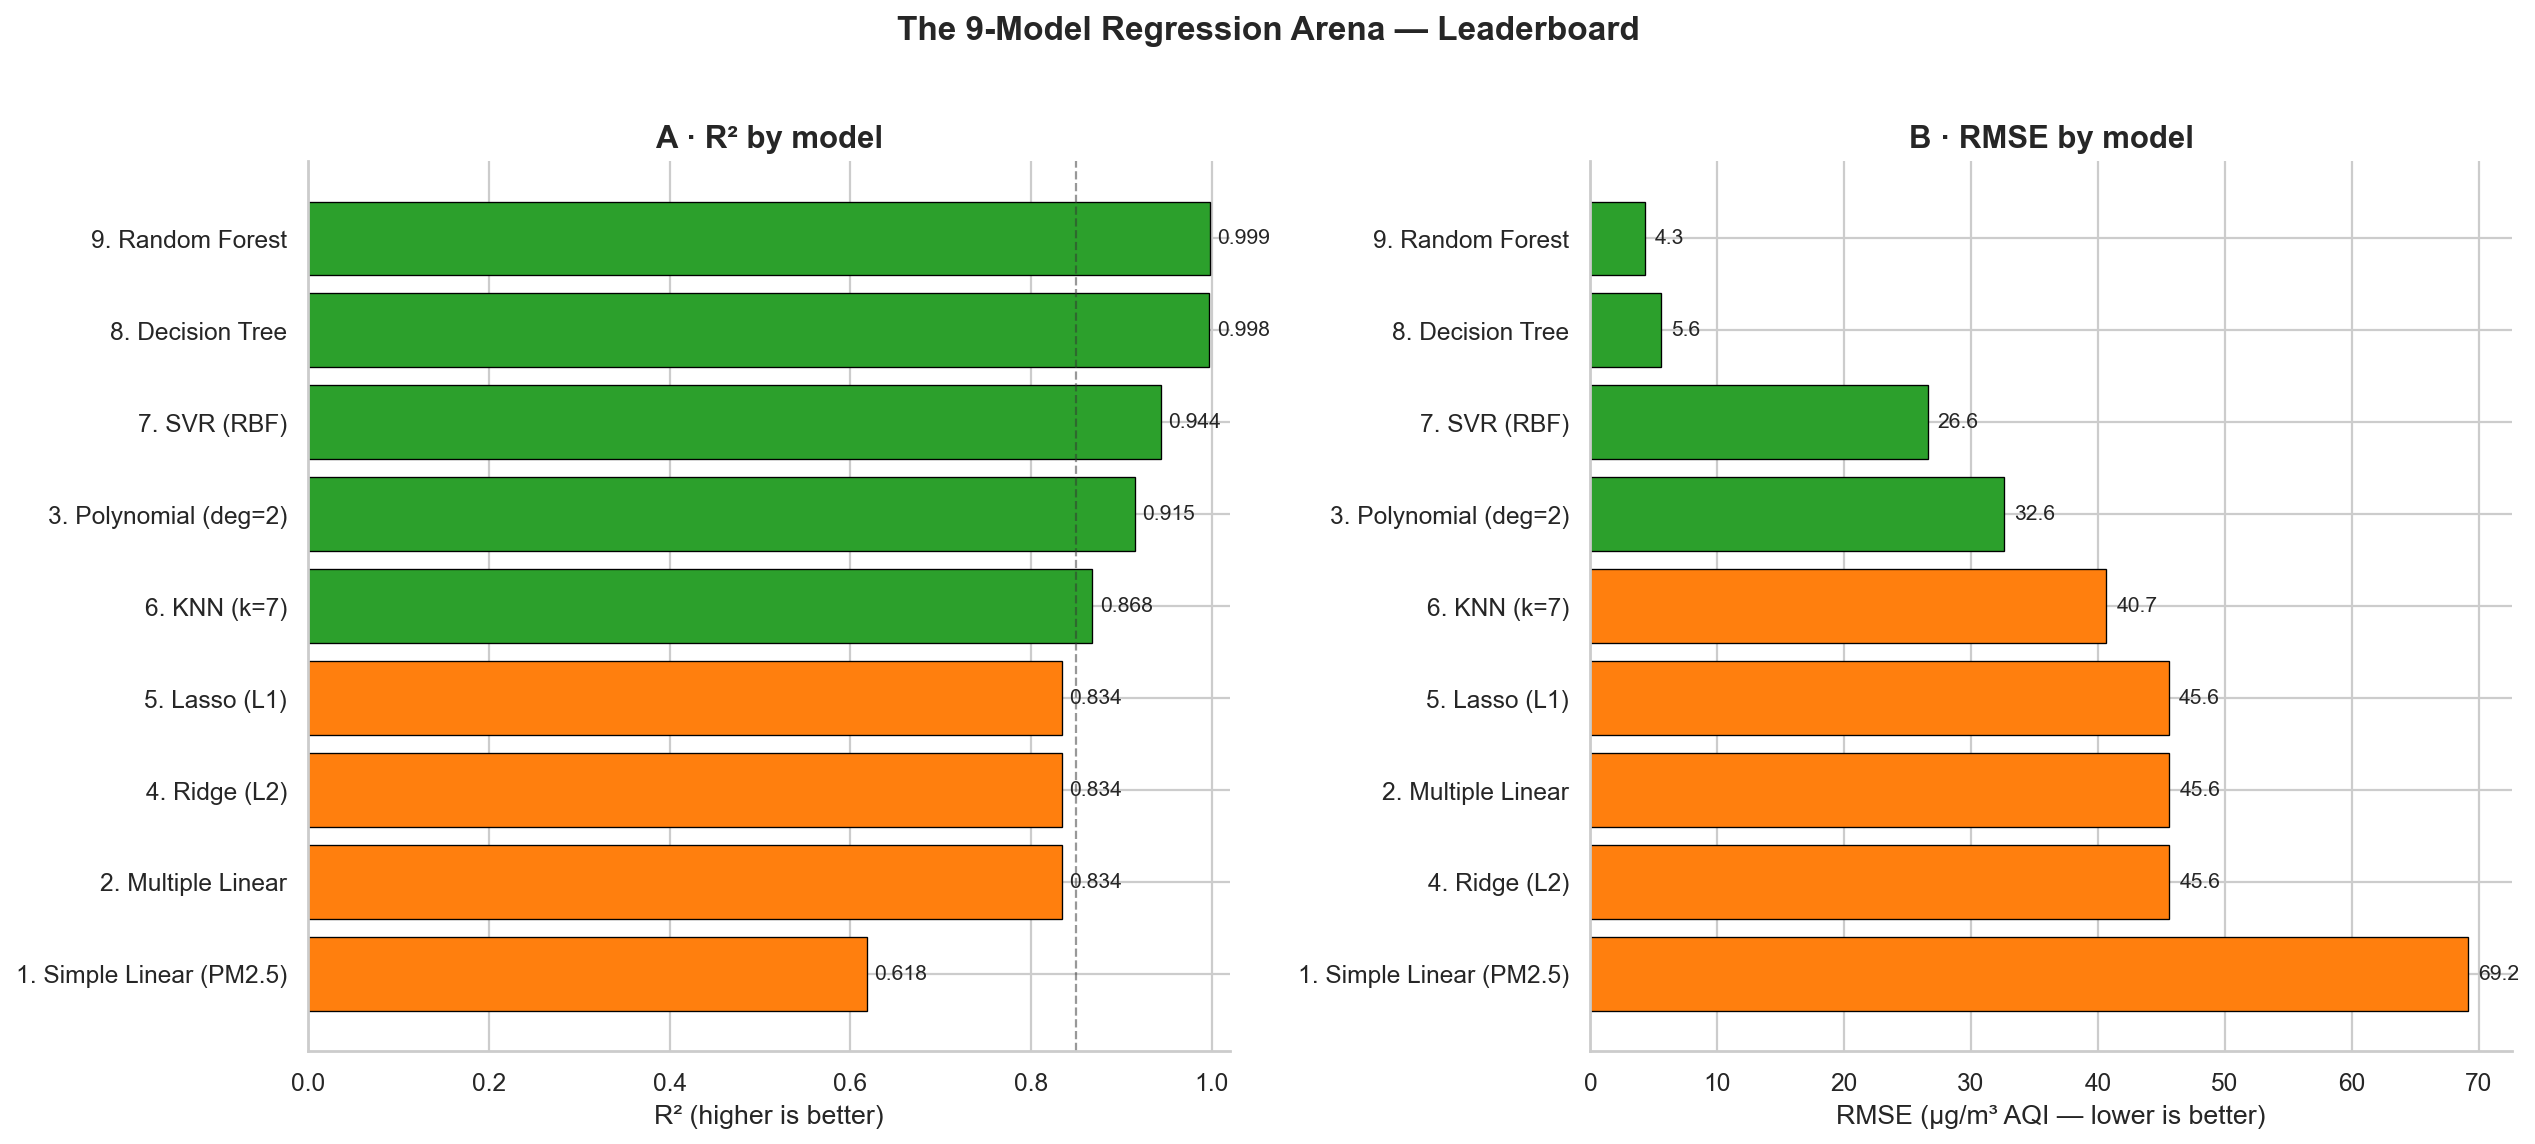 The 9-Model Regression Arena — Leaderboard
A · R² by model
9. Random Forest
0.999
8. Decision Tree
0.998
7. SVR (RBF)
0.944
3. Polynomial (deg=2)
0.915
6. KNN (k=7)
0.868
5. Lasso (L1)
0.834
4. Ridge (L2)
0.834
2. Multiple Linear
0.834
1. Simple Linear (PM2.5)
0.618
0.0 0.2 0.4 0.6 0.8 1.0
R² (higher is better)
B · RMSE by model
9. Random Forest
4.3
8. Decision Tree
5.6
7. SVR (RBF)
26.6
3. Polynomial (deg=2)
32.6
6. KNN (k=7)
40.7
5. Lasso (L1)
45.6
2. Multiple Linear
45.6
4. Ridge (L2)
45.6
1. Simple Linear (PM2.5)
69.2
0 10 20 30 40 50 60 70
RMSE (µg/m³ AQI — lower is better)